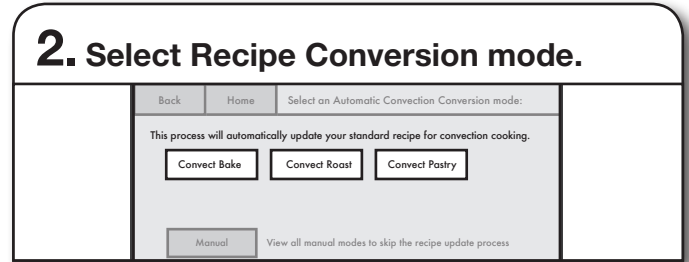 2. Select Recipe Conversion mode.
Back Home Select an Automatic Convection Conversion mode:
This process will automatically update your standard recipe for convection cooking.
Convect Bake Convect Roast Convect Pastry
Manual View all manual modes to skip the recipe update process